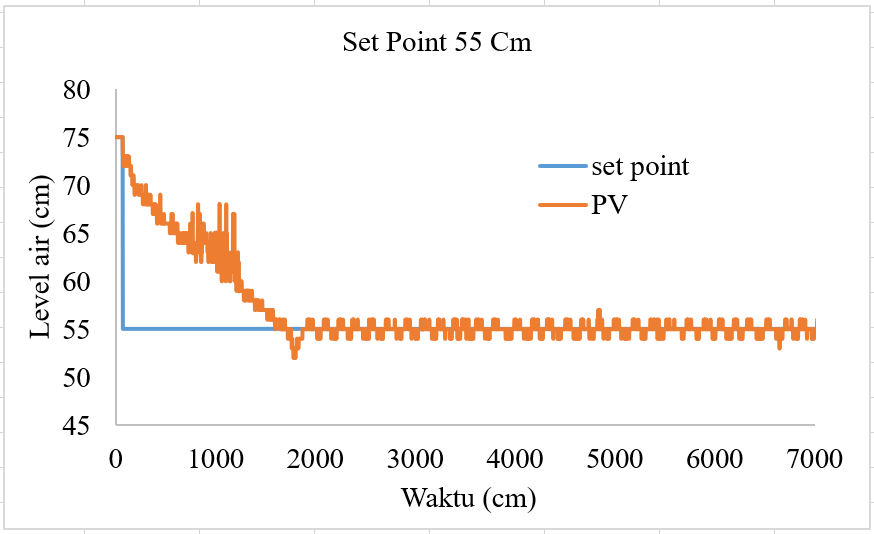 Set Point 55 Cm
80
75
70
65
60
55
50
45
Level air (cm)
set point
PV
0 1000 2000 3000 4000 5000 6000 7000
Waktu (cm)